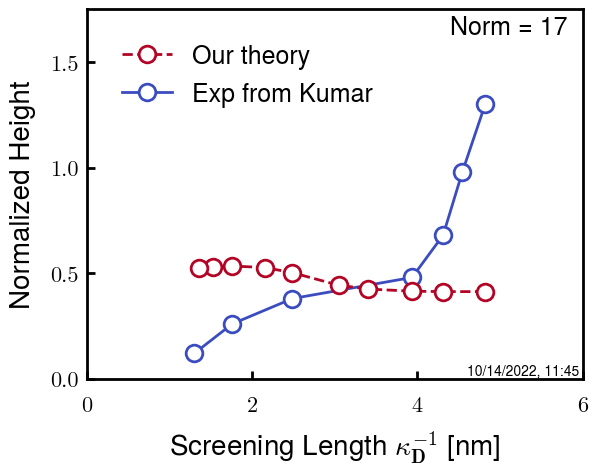 Norm = 17
Our theory
Exp from Kumar
Normalized Height
1.5
1.0
0.5
0.0
10/14/2022, 11:45
0 2 4 6
Screening Length κ_D^{-1} [nm]